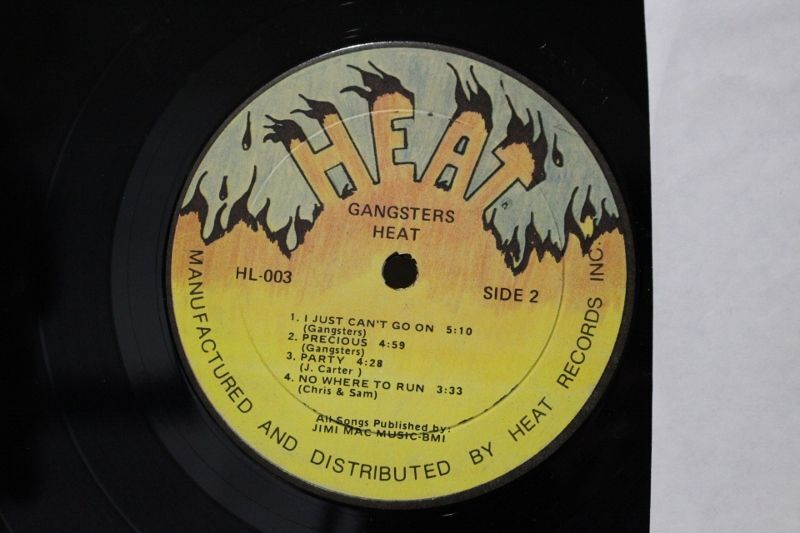 HEAT
GANGSTERS
HEAT
HL-003
SIDE 2
1. I JUST CAN'T GO ON 5:10
(Gangsters)
2. PRECIOUS 4:59
(Gangsters)
3. PARTY 4:28
(J. Carter )
4. NO WHERE TO RUN 3:33
(Chris & Sam)
All Songs Published by:
JIMI MAC MUSIC-BMI
MANUFACTURED AND DISTRIBUTED BY HEAT RECORDS INC.